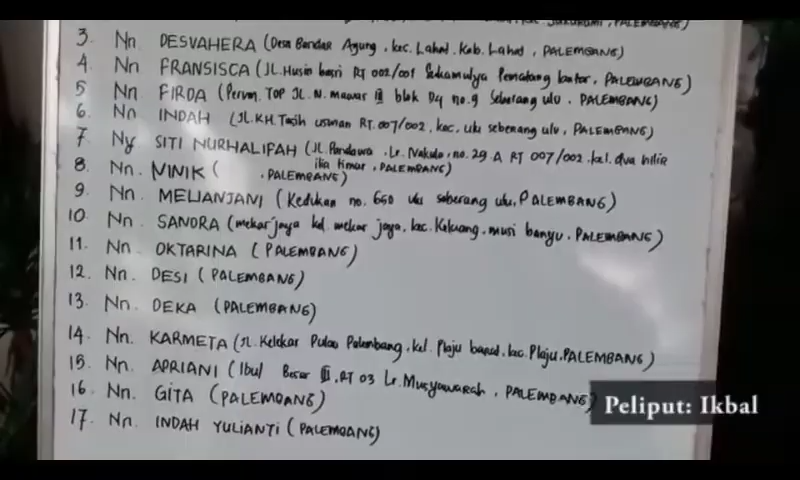 PALEMBANG)
3. Nn. DESVAHERA (Desa Bandar Agung, kec. Lahat. Kab. Lahat, PALEMBANG)
4. Nn FRANSISCA (JL. Husin basri RT 002/001 Sukamulya Pematang, PALEMBANG)
5 Nn. FIRDA (Perum. TOP JL. N. mawar III blok D4 no.9 Seberang ulu. PALEMBANG)
6. Nn INDAH (JL. KH. Tasih usman RT. 007/002, kec. ulu seberang ulu, PALEMBANG)
7. Ny SITI NURHALIFAH (JL. Pandawa. Lr. Nakulo. no. 29 A RT 007/002. kel. dua hilir
ilia timur, PALEMBANG)
8. Nn. NINIK ( . PALEMBANG)
9. Nn. MELIANJANI (Kedukan no. 650 ulu seberang ulu, PALEMBANG)
10. Nn. SANDRA (mekar jaya kel. mekar jaya, kec. Keluang. musi banyu. PALEMBANG)
11. Nn. OKTARINA (PALEMBANG)
12. Nn. DESI (PALEMBANG)
13. Nn. DEKA (PALEMBANG)
14. Nn. KARMETA (JL. Kelekar Pulau Palembang, kel. Plaju barat, kec. Plaju. PALEMBANG)
15. Nn. APRIANI (Ibul Besar III, RT 03 Lr. Musyawarah, PALEMBANG)
16. Nn. GITA (PALEMBANG)
17. Nn. INDAH YULIANTI (PALEMBANG)
Peliput: Ikbal